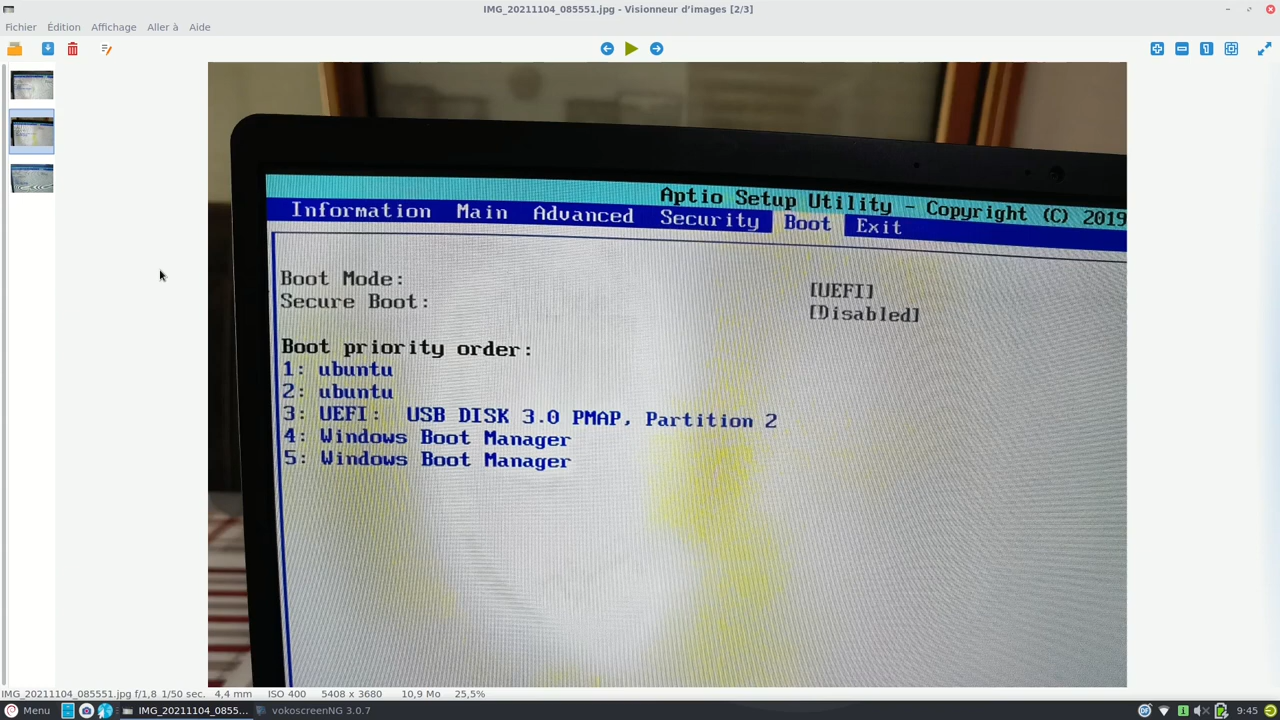 IMG_20211104_085551.jpg - Visionneur d'images [2/3]
Fichier Édition Affichage Aller à Aide
Aptio Setup Utility - Copyright (C) 2019
Information Main Advanced Security Boot Exit
Boot Mode: [UEFI]
Secure Boot: [Disabled]
Boot priority order:
1: ubuntu
2: ubuntu
3: UEFI: USB DISK 3.0 PMAP, Partition 2
4: Windows Boot Manager
5: Windows Boot Manager
IMG_20211104_085551.jpg f/1,8 1/50 sec. 4,4 mm ISO 400 5408 x 3680 10,9 Mo 25,5%
Menu IMG_20211104_0855... vokoscreenNG 3.0.7 9:45